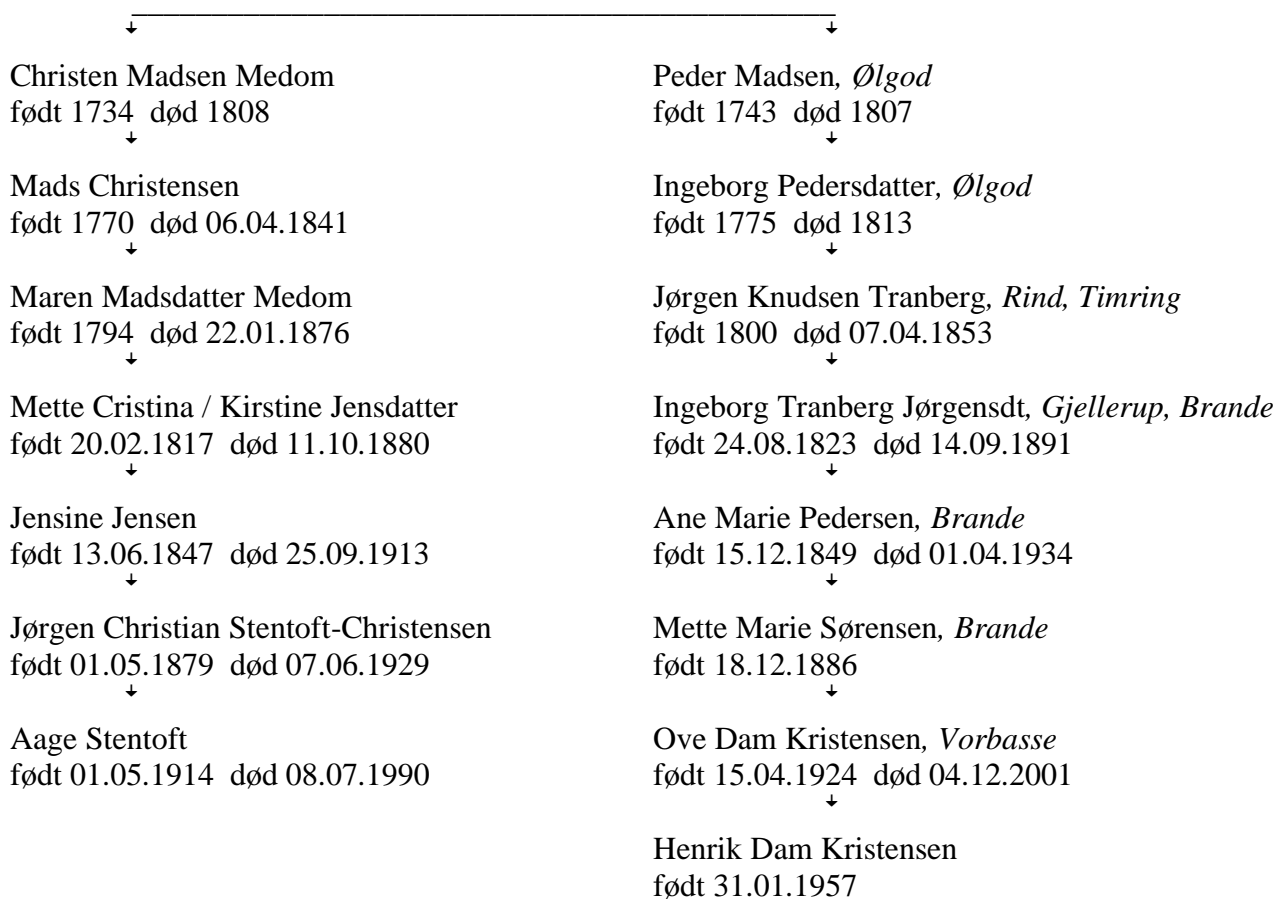 Christen Madsen Medom
født 1734 død 1808
Mads Christensen
født 1770 død 06.04.1841
Maren Madsdatter Medom
født 1794 død 22.01.1876
Mette Cristina / Kirstine Jensdatter
født 20.02.1817 død 11.10.1880
Jensine Jensen
født 13.06.1847 død 25.09.1913
Jørgen Christian Stentoft-Christensen
født 01.05.1879 død 07.06.1929
Aage Stentoft
født 01.05.1914 død 08.07.1990
Peder Madsen, Ølgod
født 1743 død 1807
Ingeborg Pedersdatter, Ølgod
født 1775 død 1813
Jørgen Knudsen Tranberg, Rind, Timring
født 1800 død 07.04.1853
Ingeborg Tranberg Jørgensdt, Gjellerup, Brande
født 24.08.1823 død 14.09.1891
Ane Marie Pedersen, Brande
født 15.12.1849 død 01.04.1934
Mette Marie Sørensen, Brande
født 18.12.1886
Ove Dam Kristensen, Vorbasse
født 15.04.1924 død 04.12.2001
Henrik Dam Kristensen
født 31.01.1957